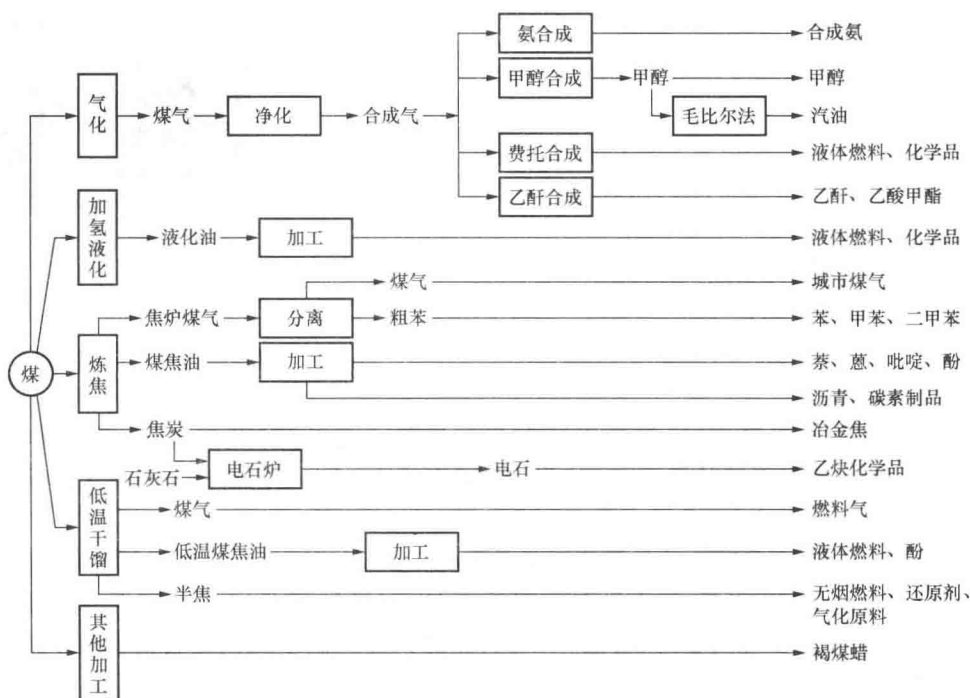 氨合成 合成氨
气化 煤气 净化 合成气 甲醇合成 甲醇 甲醇
毛比尔法 汽油
费托合成 液体燃料、化学品
乙酐合成 乙酐、乙酸甲酯
加氢液化 液化油 加工 液体燃料、化学品
煤气 城市煤气
焦炉煤气 分离 粗苯 苯、甲苯、二甲苯
煤 炼焦 煤焦油 加工 萘、蒽、吡啶、酚
沥青、碳素制品
焦炭 冶金焦
石灰石 电石炉 电石 乙炔化学品
低温干馏 煤气 燃料气
低温煤焦油 加工 液体燃料、酚
半焦 无烟燃料、还原剂、
气化原料
其他加工 褐煤蜡